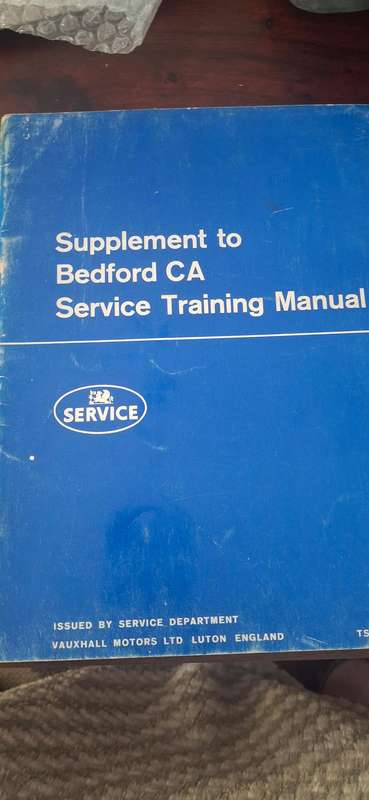 Supplement to
Bedford CA
Service Training Manual
SERVICE
ISSUED BY SERVICE DEPARTMENT
VAUXHALL MOTORS LTD LUTON ENGLAND
TS